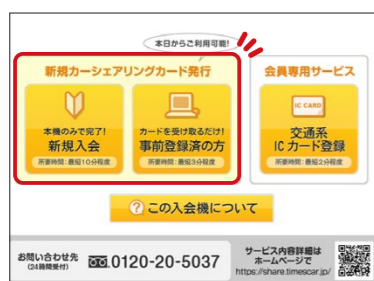 本日からご利用可能!
新規カーシェアリングカード発行
会員専用サービス
本機のみで完了!
新規入会
所要時間:最短10分程度
カードを受け取るだけ!
事前登録済の方
所要時間:最短3分程度
IC CARD
交通系
ICカード登録
所要時間:最短2分程度
? この入会機について
お問い合わせ先
(24時間受付)
0120-20-5037
サービス内容詳細は
ホームページで
https://share.timescar.jp/